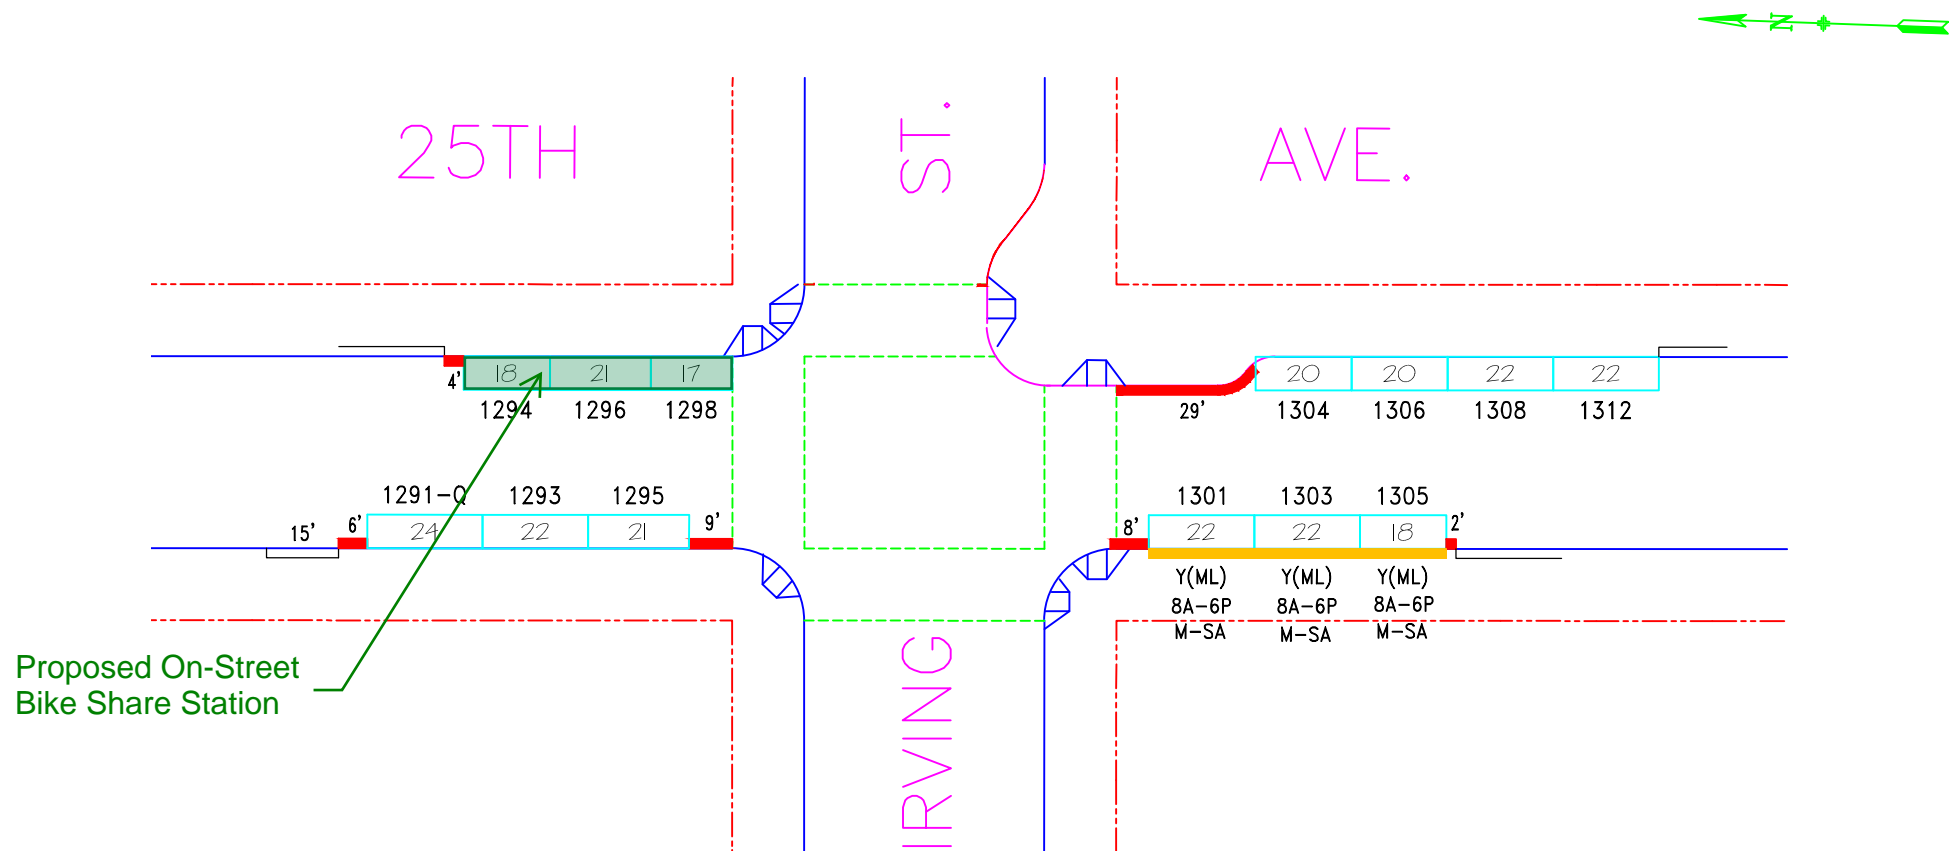 N
25TH
ST.
AVE.
4'
18
21
17
1294
1296
1298
29'
20
20
22
22
1304
1306
1308
1312
1291-Q
1293
1295
15'
6'
24
22
21
9'
1301
1303
1305
8'
22
22
18
2'
Y(ML)
8A-6P
M-SA
Y(ML)
8A-6P
M-SA
Y(ML)
8A-6P
M-SA
Proposed On-Street
Bike Share Station
IRVING